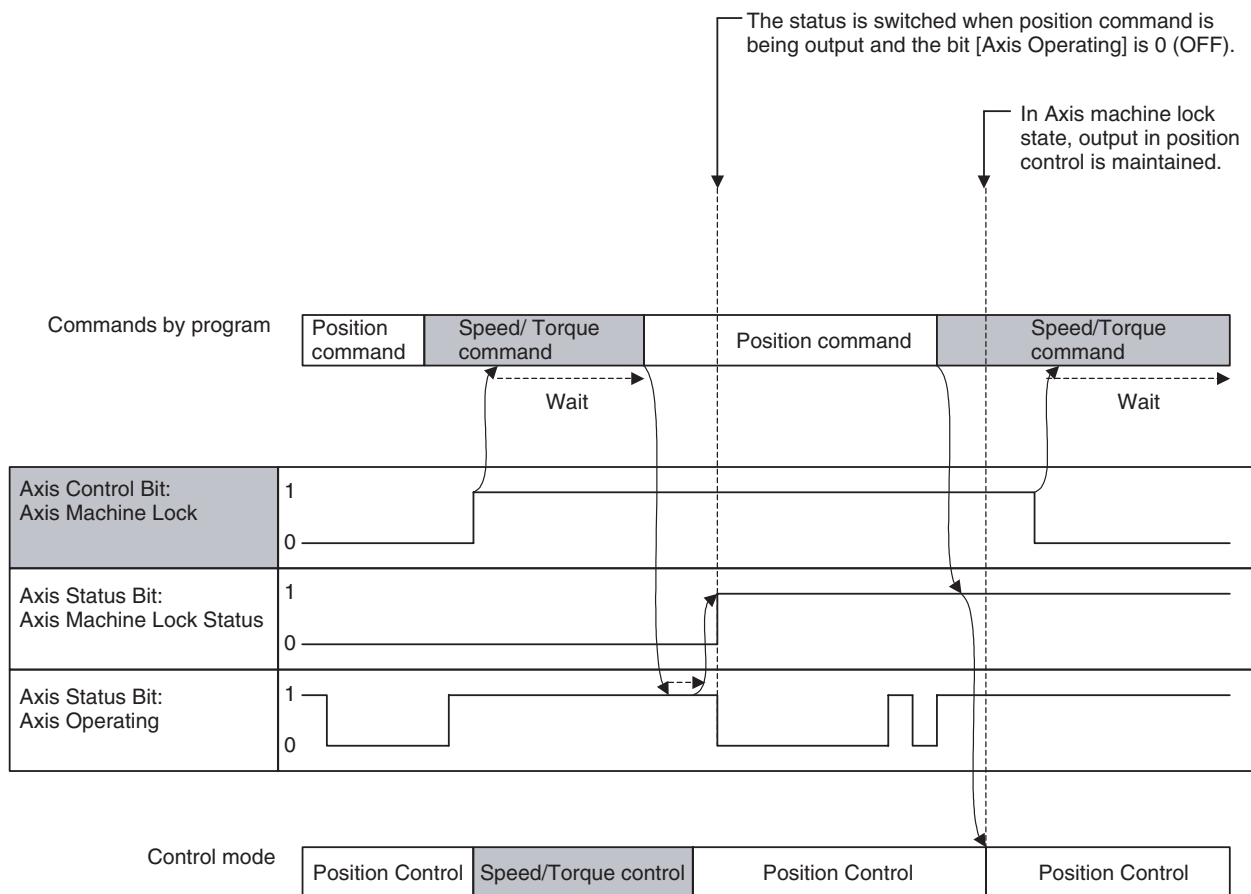 The status is switched when position command is
being output and the bit [Axis Operating] is 0 (OFF).
In Axis machine lock
state, output in position
control is maintained.
Commands by program
Position
command
Speed/ Torque
command
Position command
Speed/Torque
command
Wait
Wait
Axis Control Bit:
Axis Machine Lock
1
0
Axis Status Bit:
Axis Machine Lock Status
1
0
Axis Status Bit:
Axis Operating
1
0
Control mode
Position Control
Speed/Torque control
Position Control
Position Control